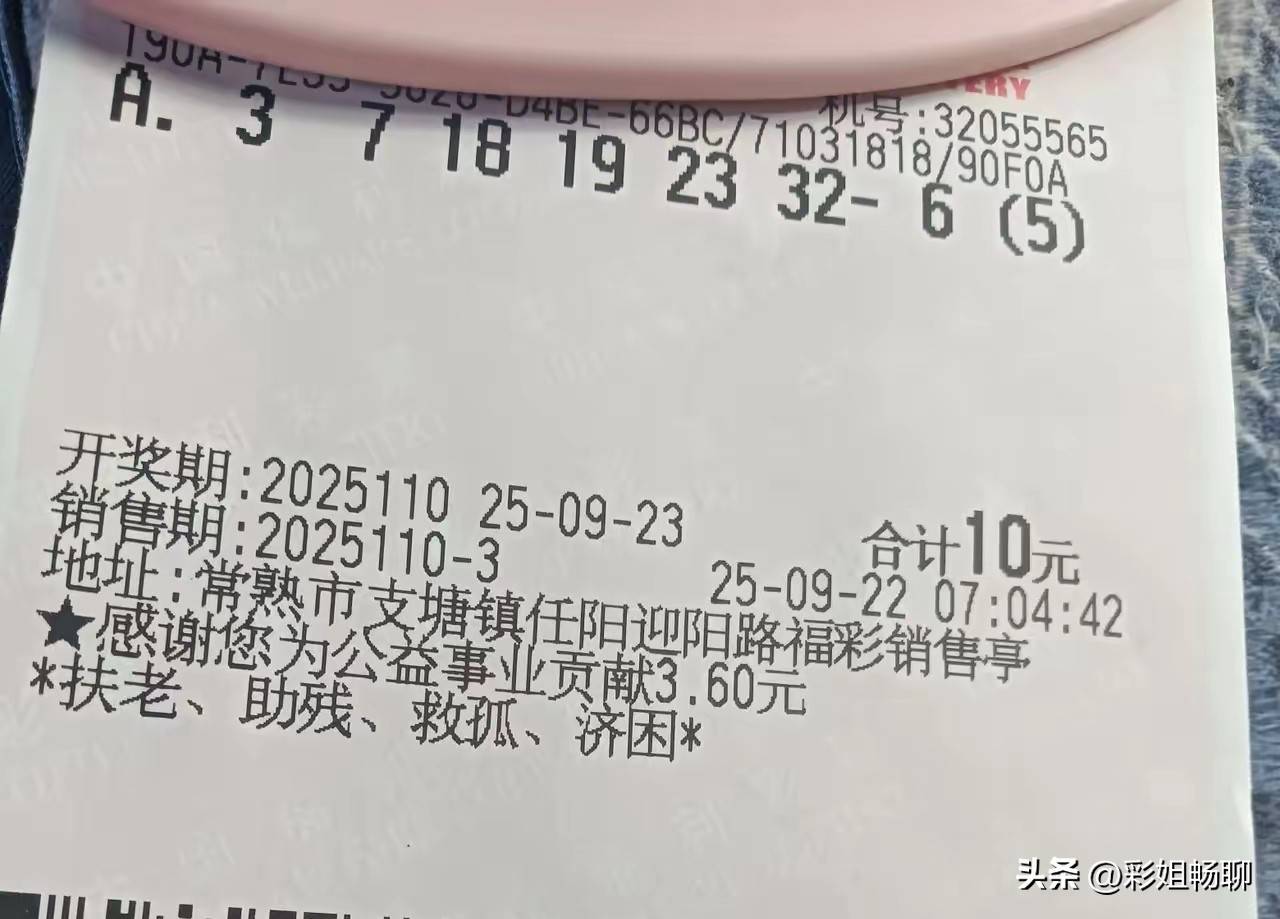 ERY
机号:32055565
-D4BE-66BC/71031818/90F0A
A. 3 7 18 19 23 32- 6 (5)
开奖期:2025110 25-09-23
合计10元
销售期:2025110-3 25-09-22 07:04:42
地址:常熟市支塘镇任阳迎阳路福彩销售亭
★感谢您为公益事业贡献3.60元
*扶老、助残、救孤、济困*
头条 @彩姐畅聊